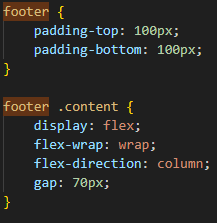 footer {
    padding-top: 100px;
    padding-bottom: 100px;
}

footer .content {
    display: flex;
    flex-wrap: wrap;
    flex-direction: column;
    gap: 70px;
}